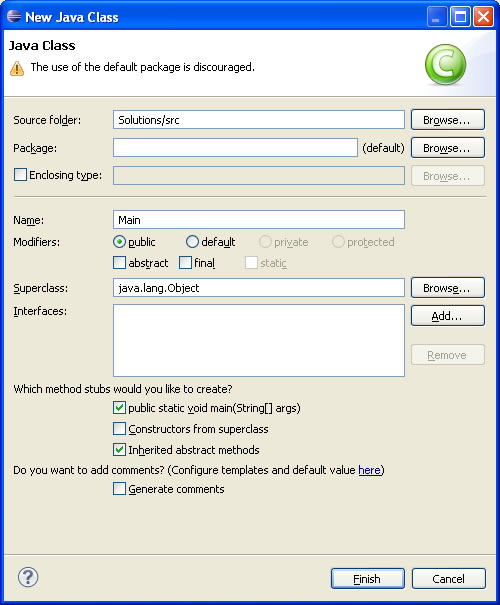 New Java Class
Java Class
The use of the default package is discouraged.
C
Source folder: Solutions/src Browse...
Package: (default) Browse...
Enclosing type: Browse...
Name: Main
Modifiers: public default private protected
abstract final static
Superclass: java.lang.Object Browse...
Interfaces: Add...
Remove
Which method stubs would you like to create?
public static void main(String[] args)
Constructors from superclass
Inherited abstract methods
Do you want to add comments? (Configure templates and default value here)
Generate comments
? Finish Cancel